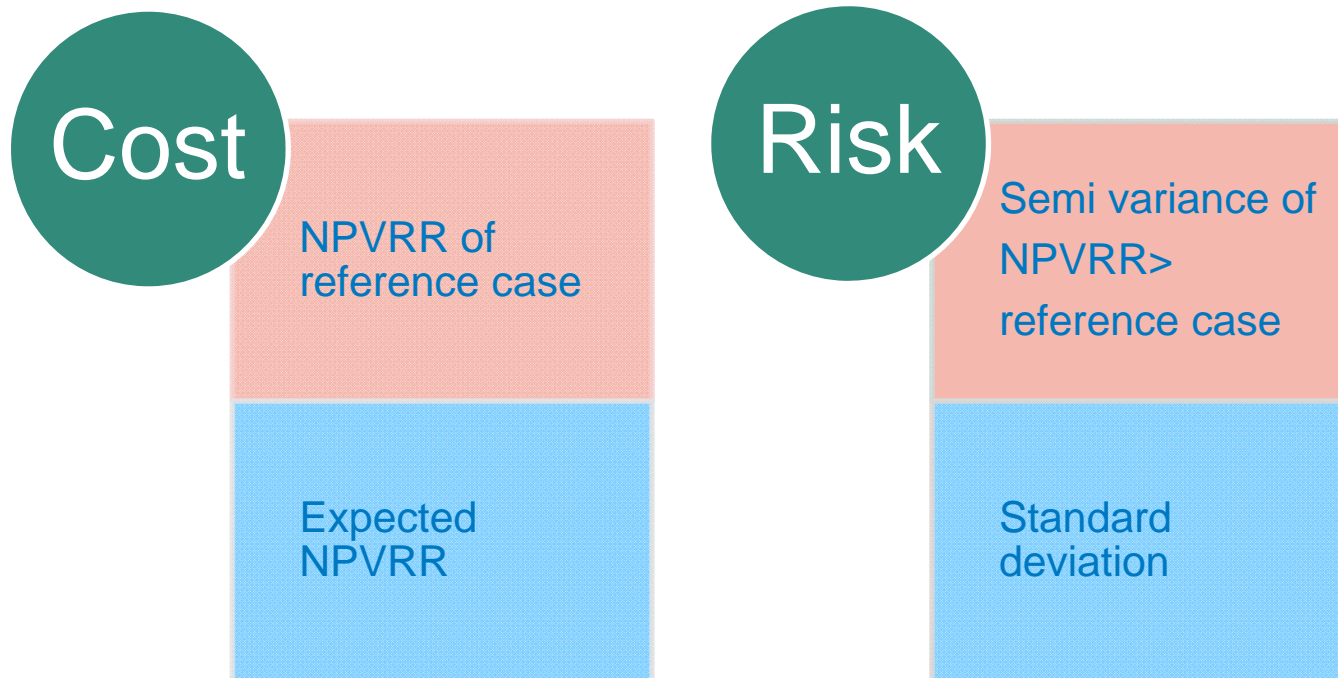 Cost
NPVRR of
reference case
Expected
NPVRR
Risk
Semi variance of
NPVRR>
reference case
Standard
deviation